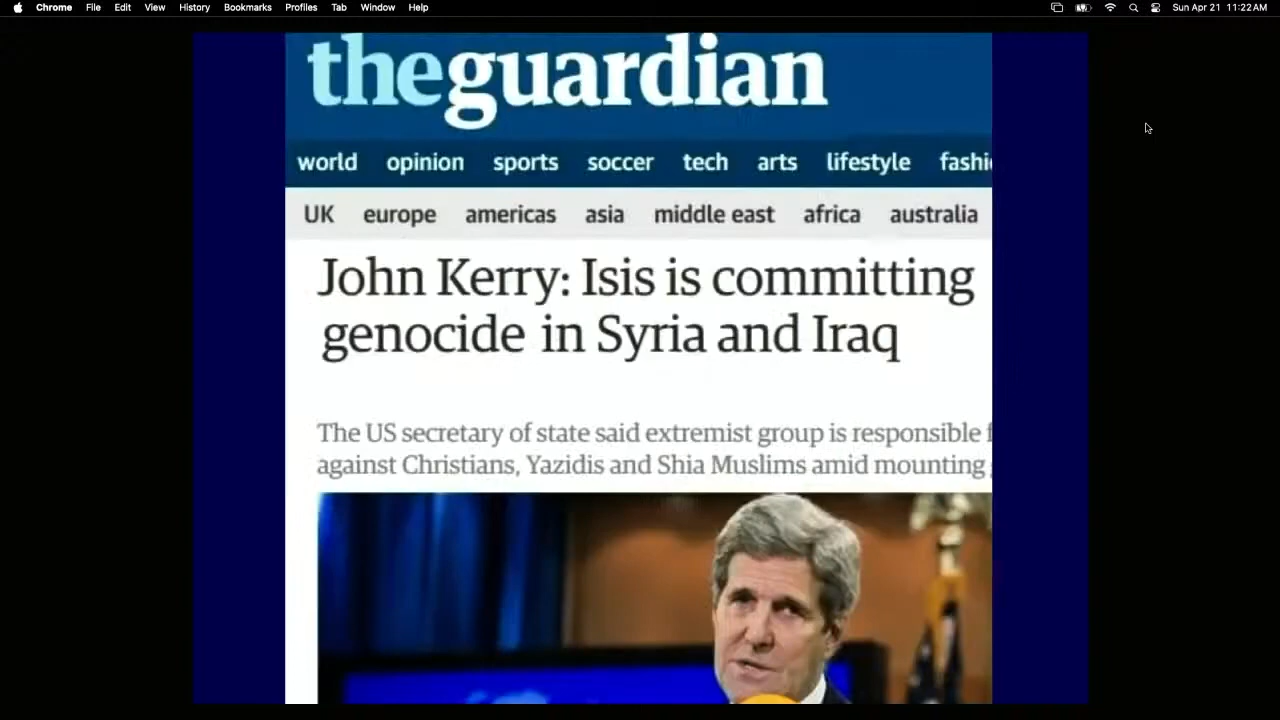 Chrome File Edit View History Bookmarks Profiles Tab Window Help Sun Apr 21 11:22 AM
theguardian
world opinion sports soccer tech arts lifestyle fashi
UK europe americas asia middle east africa australia
John Kerry: Isis is committing
genocide in Syria and Iraq
The US secretary of state said extremist group is responsible f
against Christians, Yazidis and Shia Muslims amid mounting